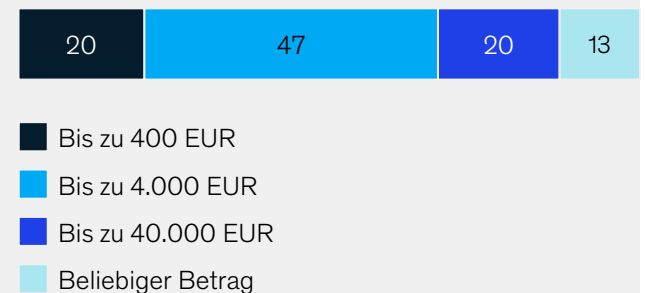 20 47 20 13
Bis zu 400 EUR
Bis zu 4.000 EUR
Bis zu 40.000 EUR
Beliebiger Betrag